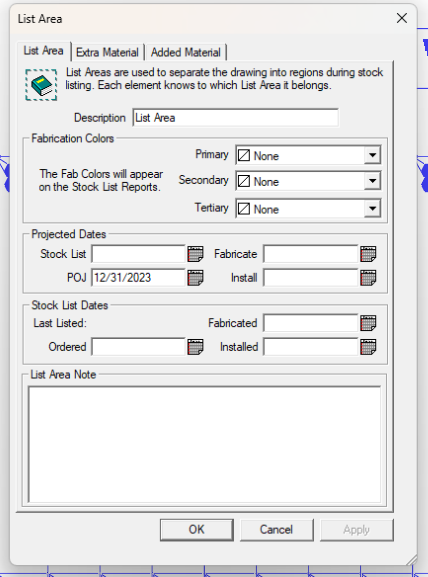 List Area
List Area Extra Material Added Material
List Areas are used to separate the drawing into regions during stock
listing. Each element knows to which List Area it belongs.
Description List Area
Fabrication Colors
The Fab Colors will appear
on the Stock List Reports.
Primary None
Secondary None
Tertiary None
Projected Dates
Stock List Fabricate
POJ 12/31/2023 Install
Stock List Dates
Last Listed: Fabricated
Ordered Installed
List Area Note
OK Cancel Apply